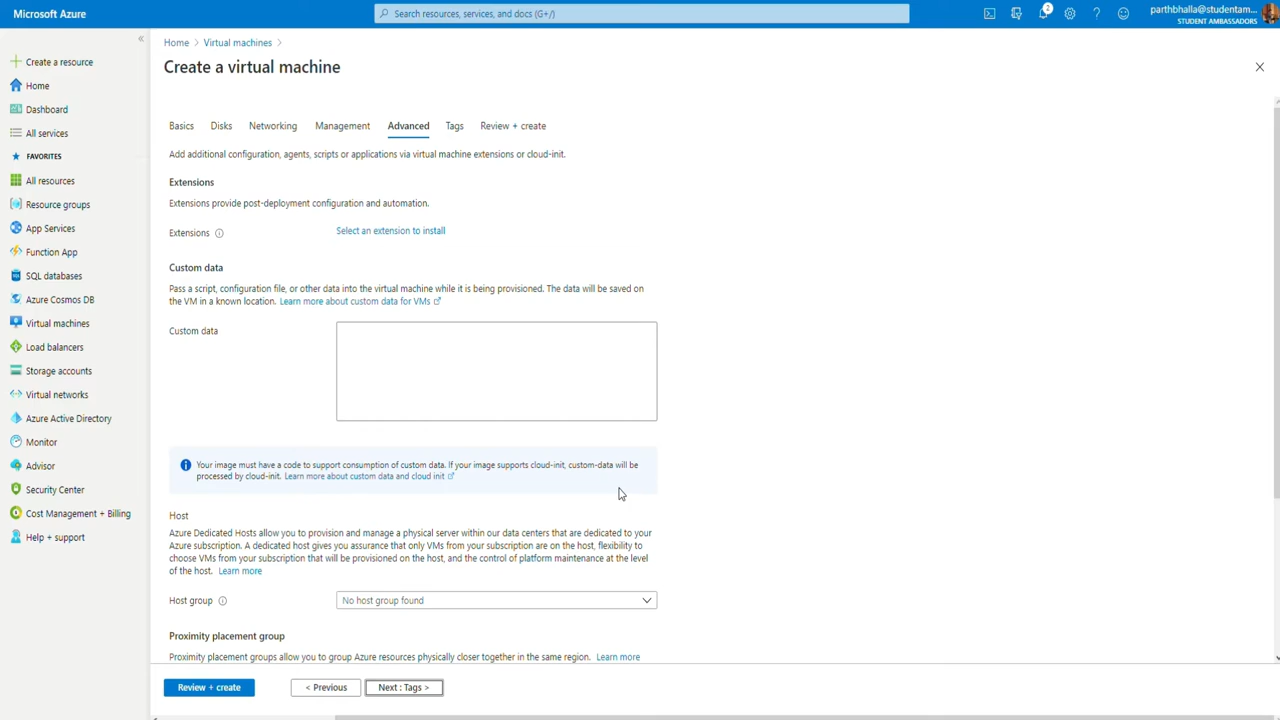 Microsoft Azure
Search resources, services, and docs (G+/)
2
parthbhalla@studentam...
STUDENT AMBASSADORS
Create a resource
Home
Dashboard
All services
FAVORITES
All resources
Resource groups
App Services
Function App
SQL databases
Azure Cosmos DB
Virtual machines
Load balancers
Storage accounts
Virtual networks
Azure Active Directory
Monitor
Advisor
Security Center
Cost Management + Billing
Help + support
Home > Virtual machines >
Create a virtual machine
Basics Disks Networking Management Advanced Tags Review + create
Add additional configuration, agents, scripts or applications via virtual machine extensions or cloud-init.
Extensions
Extensions provide post-deployment configuration and automation.
Extensions Select an extension to install
Custom data
Pass a script, configuration file, or other data into the virtual machine while it is being provisioned. The data will be saved on
the VM in a known location. Learn more about custom data for VMs
Custom data
Your image must have a code to support consumption of custom data. If your image supports cloud-init, custom-data will be
processed by cloud-init. Learn more about custom data and cloud init
Host
Azure Dedicated Hosts allow you to provision and manage a physical server within our data centers that are dedicated to your
Azure subscription. A dedicated host gives you assurance that only VMs from your subscription are on the host, flexibility to
choose VMs from your subscription that will be provisioned on the host, and the control of platform maintenance at the level
of the host. Learn more
Host group No host group found
Proximity placement group
Proximity placement groups allow you to group Azure resources physically closer together in the same region. Learn more
Review + create < Previous Next : Tags >